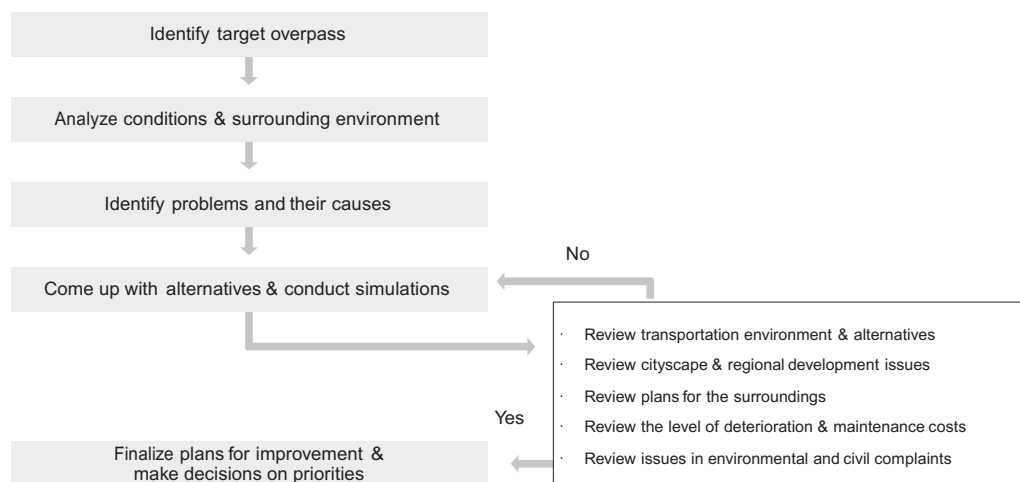 Identify target overpass
Analyze conditions & surrounding environment
Identify problems and their causes
No
Come up with alternatives & conduct simulations
· Review transportation environment & alternatives
· Review cityscape & regional development issues
· Review plans for the surroundings
· Review the level of deterioration & maintenance costs
· Review issues in environmental and civil complaints
Yes
Finalize plans for improvement &
make decisions on priorities